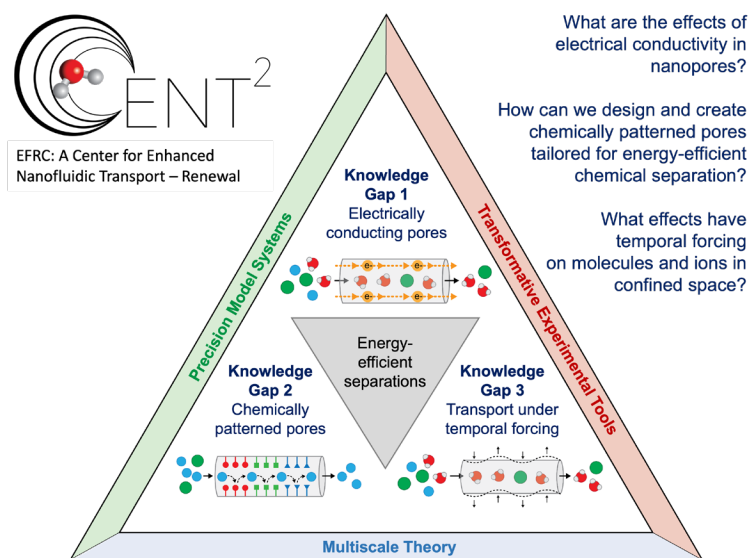 CENT²
EFRC: A Center for Enhanced
Nanofluidic Transport – Renewal
What are the effects of
electrical conductivity in
nanopores?
How can we design and create
chemically patterned pores
tailored for energy-efficient
chemical separation?
What effects have
temporal forcing
on molecules and ions in
confined space?
Precision Model Systems
Transformative Experimental Tools
Knowledge
Gap 1
Electrically
conducting pores
e-
e-
e-
e-
Energy-
efficient
separations
Knowledge
Gap 2
Chemically
patterned pores
Knowledge
Gap 3
Transport under
temporal forcing
Multiscale Theory